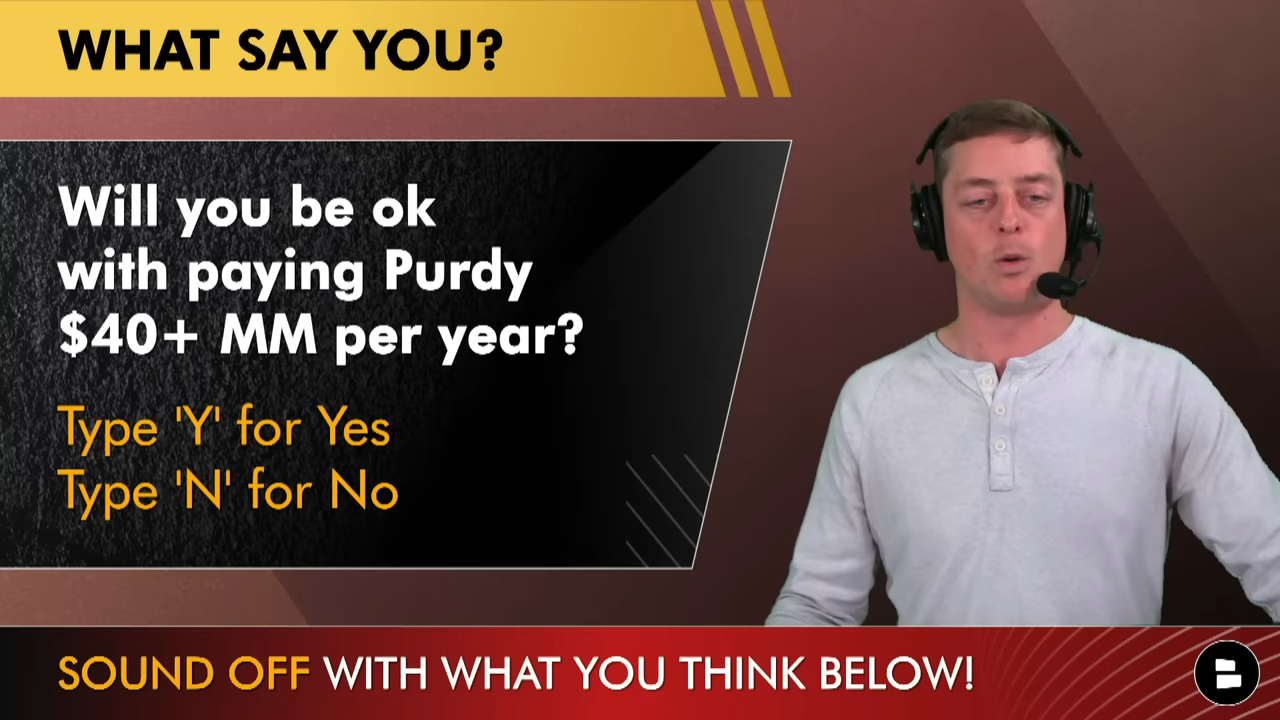 WHAT SAY YOU?
Will you be ok
with paying Purdy
$40+ MM per year?
Type 'Y' for Yes
Type 'N' for No
SOUND OFF WITH WHAT YOU THINK BELOW!